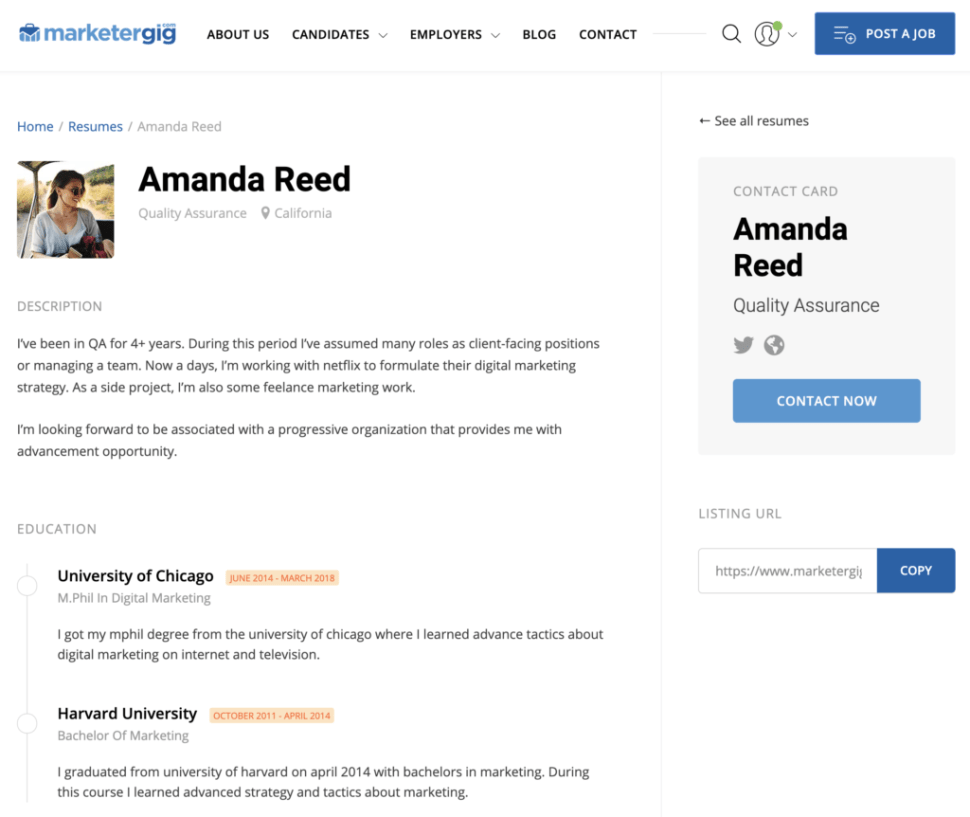 marketergig.com
ABOUT US CANDIDATES EMPLOYERS BLOG CONTACT POST A JOB
Home / Resumes / Amanda Reed
Amanda Reed
Quality Assurance California
DESCRIPTION
I've been in QA for 4+ years. During this period I've assumed many roles as client-facing positions
or managing a team. Now a days, I'm working with netflix to formulate their digital marketing
strategy. As a side project, I'm also some feelance marketing work.
I'm looking forward to be associated with a progressive organization that provides me with
advancement opportunity.
EDUCATION
University of Chicago JUNE 2014 - MARCH 2018
M.Phil In Digital Marketing
I got my mphil degree from the university of chicago where I learned advance tactics about
digital marketing on internet and television.
Harvard University OCTOBER 2011 - APRIL 2014
Bachelor Of Marketing
I graduated from university of harvard on april 2014 with bachelors in marketing. During
this course I learned advanced strategy and tactics about marketing.
← See all resumes
CONTACT CARD
Amanda
Reed
Quality Assurance
CONTACT NOW
LISTING URL
https://www.marketergig COPY